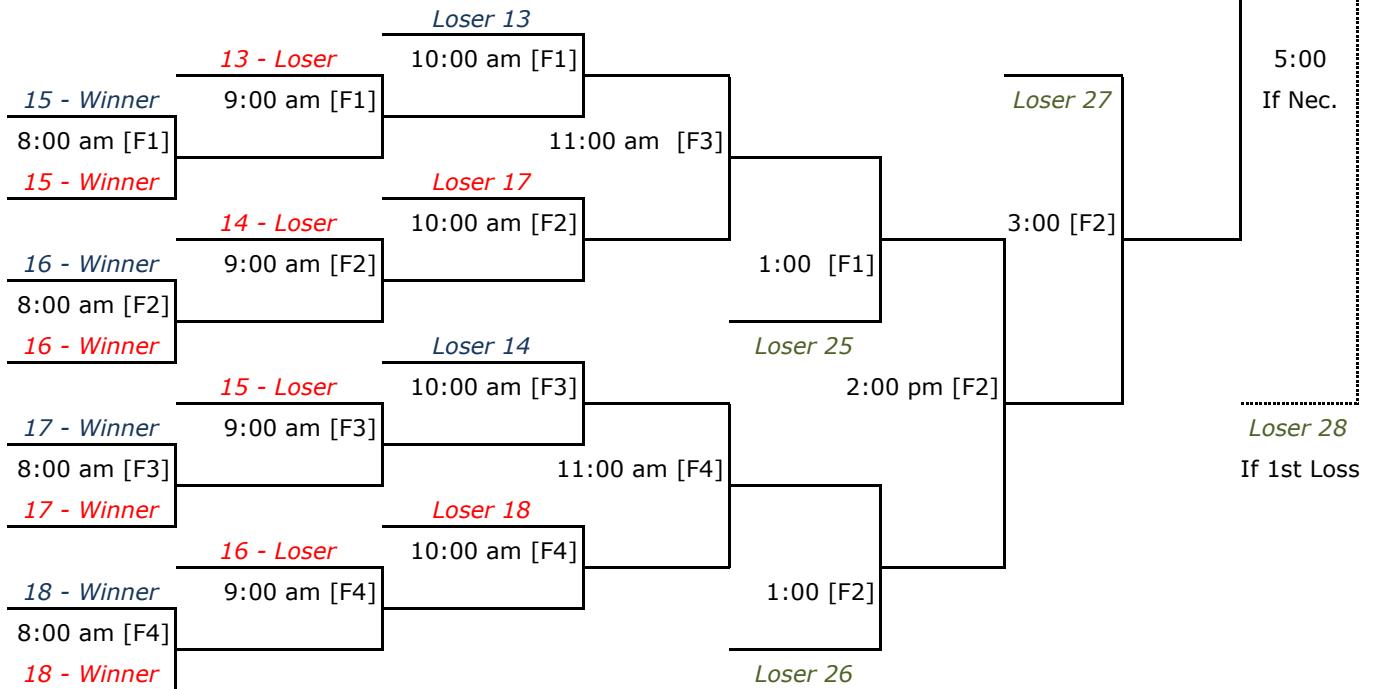 Loser 13
13 - Loser 10:00 am [F1] 5:00
15 - Winner 9:00 am [F1] Loser 27 If Nec.
8:00 am [F1] 11:00 am [F3]
15 - Winner Loser 17
14 - Loser 10:00 am [F2] 3:00 [F2]
16 - Winner 9:00 am [F2] 1:00 [F1]
8:00 am [F2]
16 - Winner Loser 14 Loser 25
15 - Loser 10:00 am [F3] 2:00 pm [F2]
17 - Winner 9:00 am [F3] Loser 28
8:00 am [F3] 11:00 am [F4] If 1st Loss
17 - Winner Loser 18
16 - Loser 10:00 am [F4]
18 - Winner 9:00 am [F4] 1:00 [F2]
8:00 am [F4]
18 - Winner Loser 26